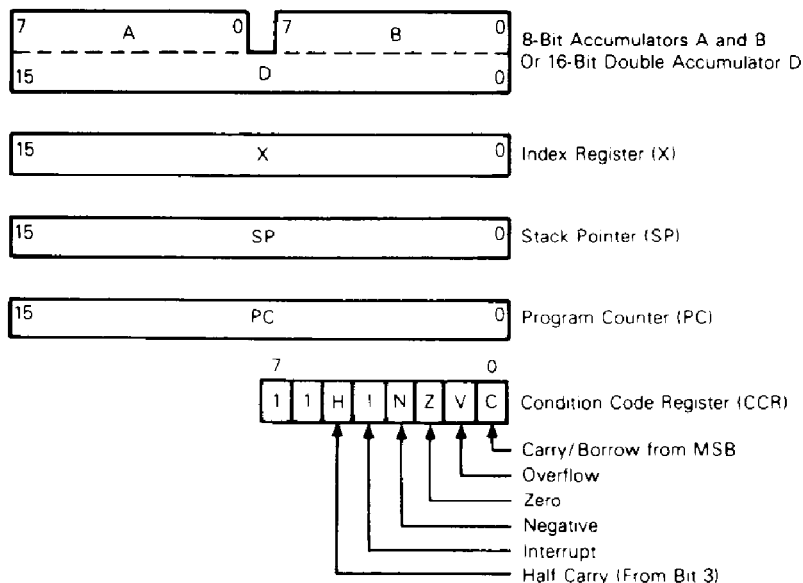 7 A 0 7 B 0
8-Bit Accumulators A and B
Or 16-Bit Double Accumulator D
15 D 0
15 X 0 Index Register (X)
15 SP 0 Stack Pointer (SP)
15 PC 0 Program Counter (PC)
7 0
1 1 H I N Z V C Condition Code Register (CCR)
Carry/Borrow from MSB
Overflow
Zero
Negative
Interrupt
Half Carry (From Bit 3)